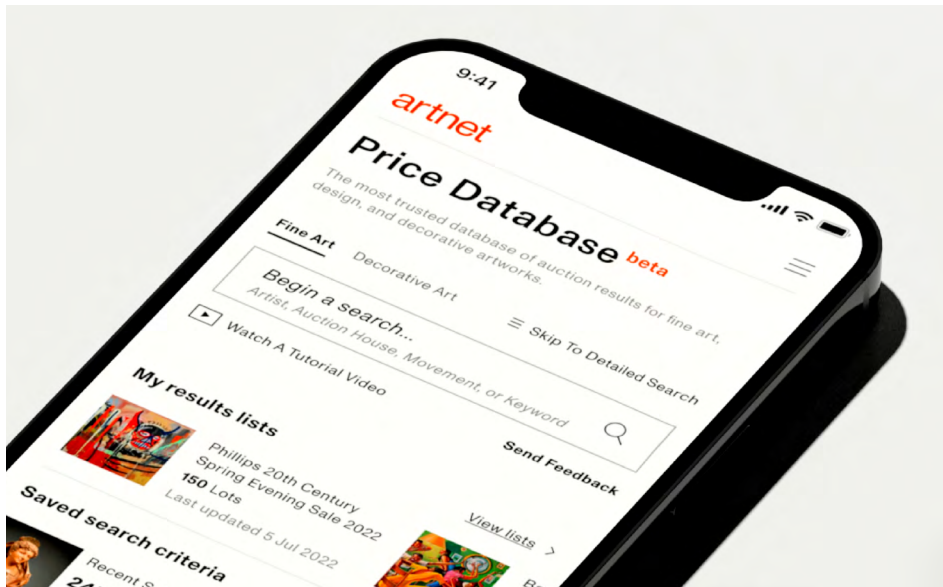 9:41
artnet
Price Database beta
The most trusted database of auction results for fine art,
design, and decorative artworks.
Fine Art
Decorative Art
Skip To Detailed Search
Begin a search...
Artist, Auction House, Movement, or Keyword
Watch A Tutorial Video
Send Feedback
My results lists
View lists >
Phillips 20th Century
Spring Evening Sale 2022
150 Lots
Last updated 5 Jul 2022
Saved search criteria
Recent